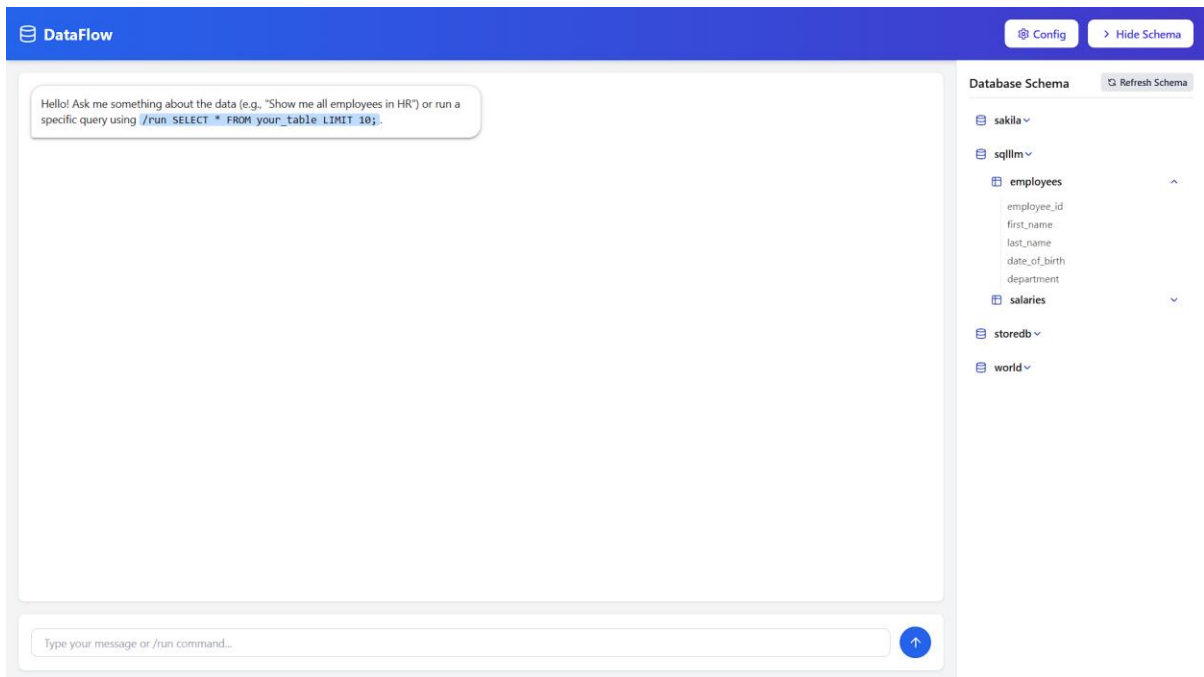 DataFlow
Config
Hide Schema
Hello! Ask me something about the data (e.g., "Show me all employees in HR") or run a
specific query using /run SELECT * FROM your_table LIMIT 10; .
Type your message or /run command...
Database Schema
Refresh Schema
sakila
sqlllm
employees
employee_id
first_name
last_name
date_of_birth
department
salaries
storedb
world